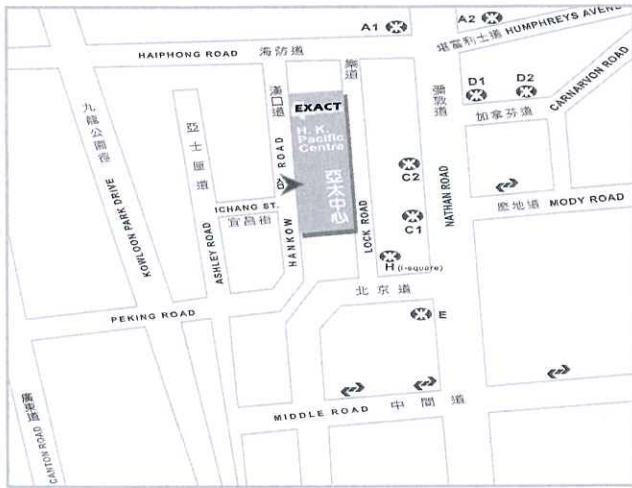 A1
A2
堪富利士道 HUMPHREYS AVENU
HAIPHONG ROAD 海防道
樂道
漢口道
EXACT
H. K.
Pacific
Centre
亞太中心
彌敦道
D1
D2
加拿芬道
CARNARVON ROAD
九龍公園徑
KOWLOON PARK DRIVE
亞士厘道
ASHLEY ROAD
ICHANG ST.
宜昌街
HANKOW
ROAD
LOCK ROAD
C2
C1
NATHAN ROAD
麼地道 MODY ROAD
H (i-square)
北京道
PEKING ROAD
E
MIDDLE ROAD 中間道
廣東道
CANTON ROAD